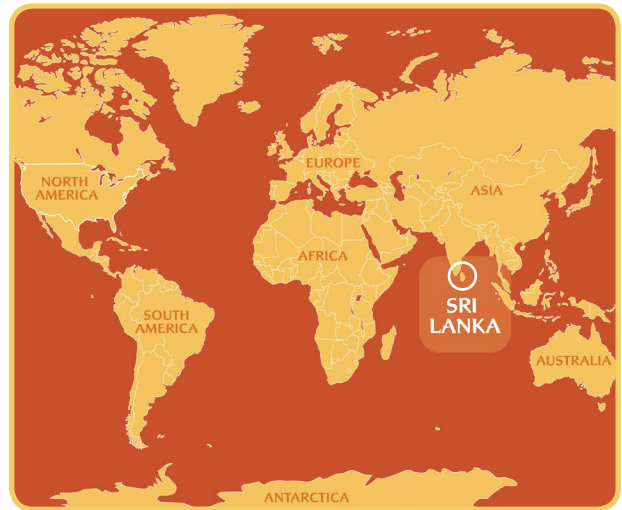 EUROPE
NORTH
AMERICA
ASIA
AFRICA
SRI
LANKA
SOUTH
AMERICA
AUSTRALIA
ANTARCTICA